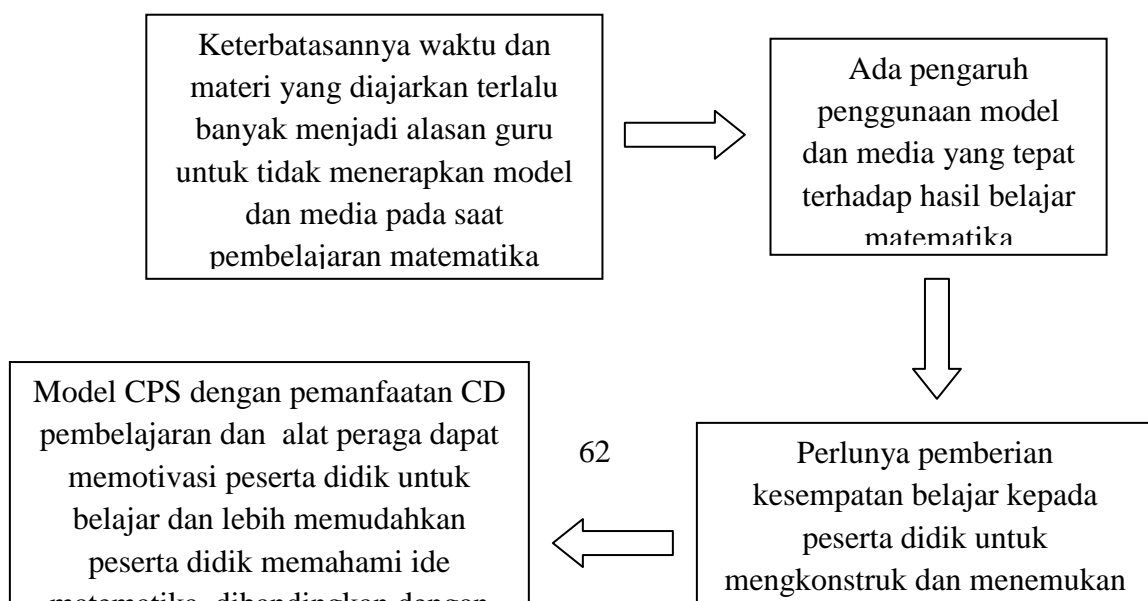 Keterbatasannya waktu dan
materi yang diajarkan terlalu
banyak menjadi alasan guru
untuk tidak menerapkan model
dan media pada saat
pembelajaran matematika
Ada pengaruh
penggunaan model
dan media yang tepat
terhadap hasil belajar
matematika
Perlunya pemberian
kesempatan belajar kepada
peserta didik untuk
mengkonstruk dan menemukan
62
Model CPS dengan pemanfaatan CD
pembelajaran dan alat peraga dapat
memotivasi peserta didik untuk
belajar dan lebih memudahkan
peserta didik memahami ide
matematika dibandingkan dengan